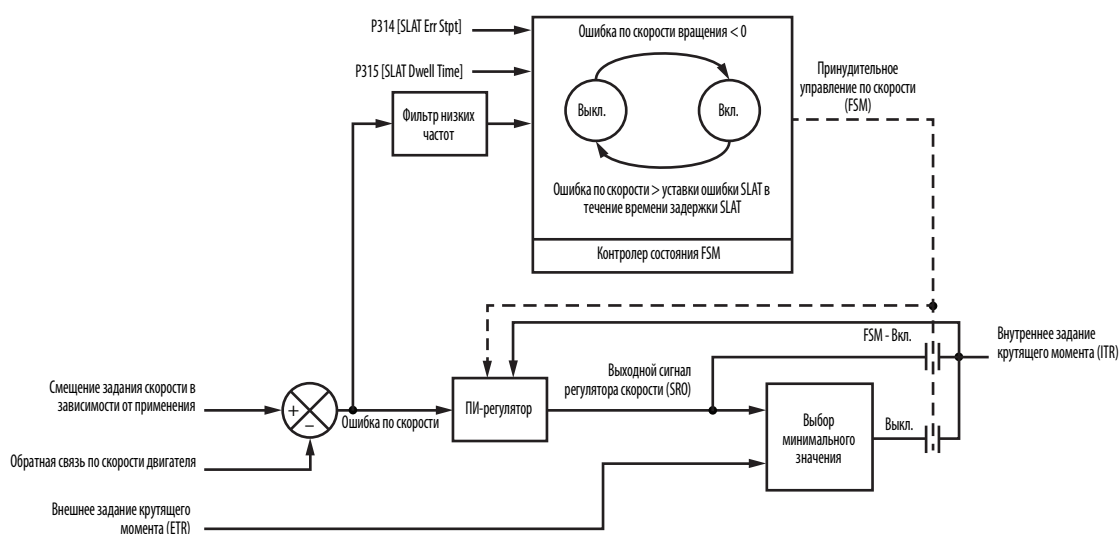 P314 [SLAT Err Stpt]
P315 [SLAT Dwell Time]
Фильтр низких
частот
Ошибка по скорости вращения < 0
Выкл.
Вкл.
Ошибка по скорости > уставки ошибки SLAT в
течение времени задержки SLAT
Контролер состояния FSM
Принудительное
управление по скорости
(FSM)
FSM - Вкл.
Внутреннее задание
крутящего момента (ITR)
Смещение задания скорости в
зависимости от применения
+
–
Ошибка по скорости
ПИ-регулятор
Выходной сигнал
регулятора скорости (SRO)
Выбор
минимального
значения
Выкл.
Обратная связь по скорости двигателя
Внешнее задание крутящего
момента (ETR)